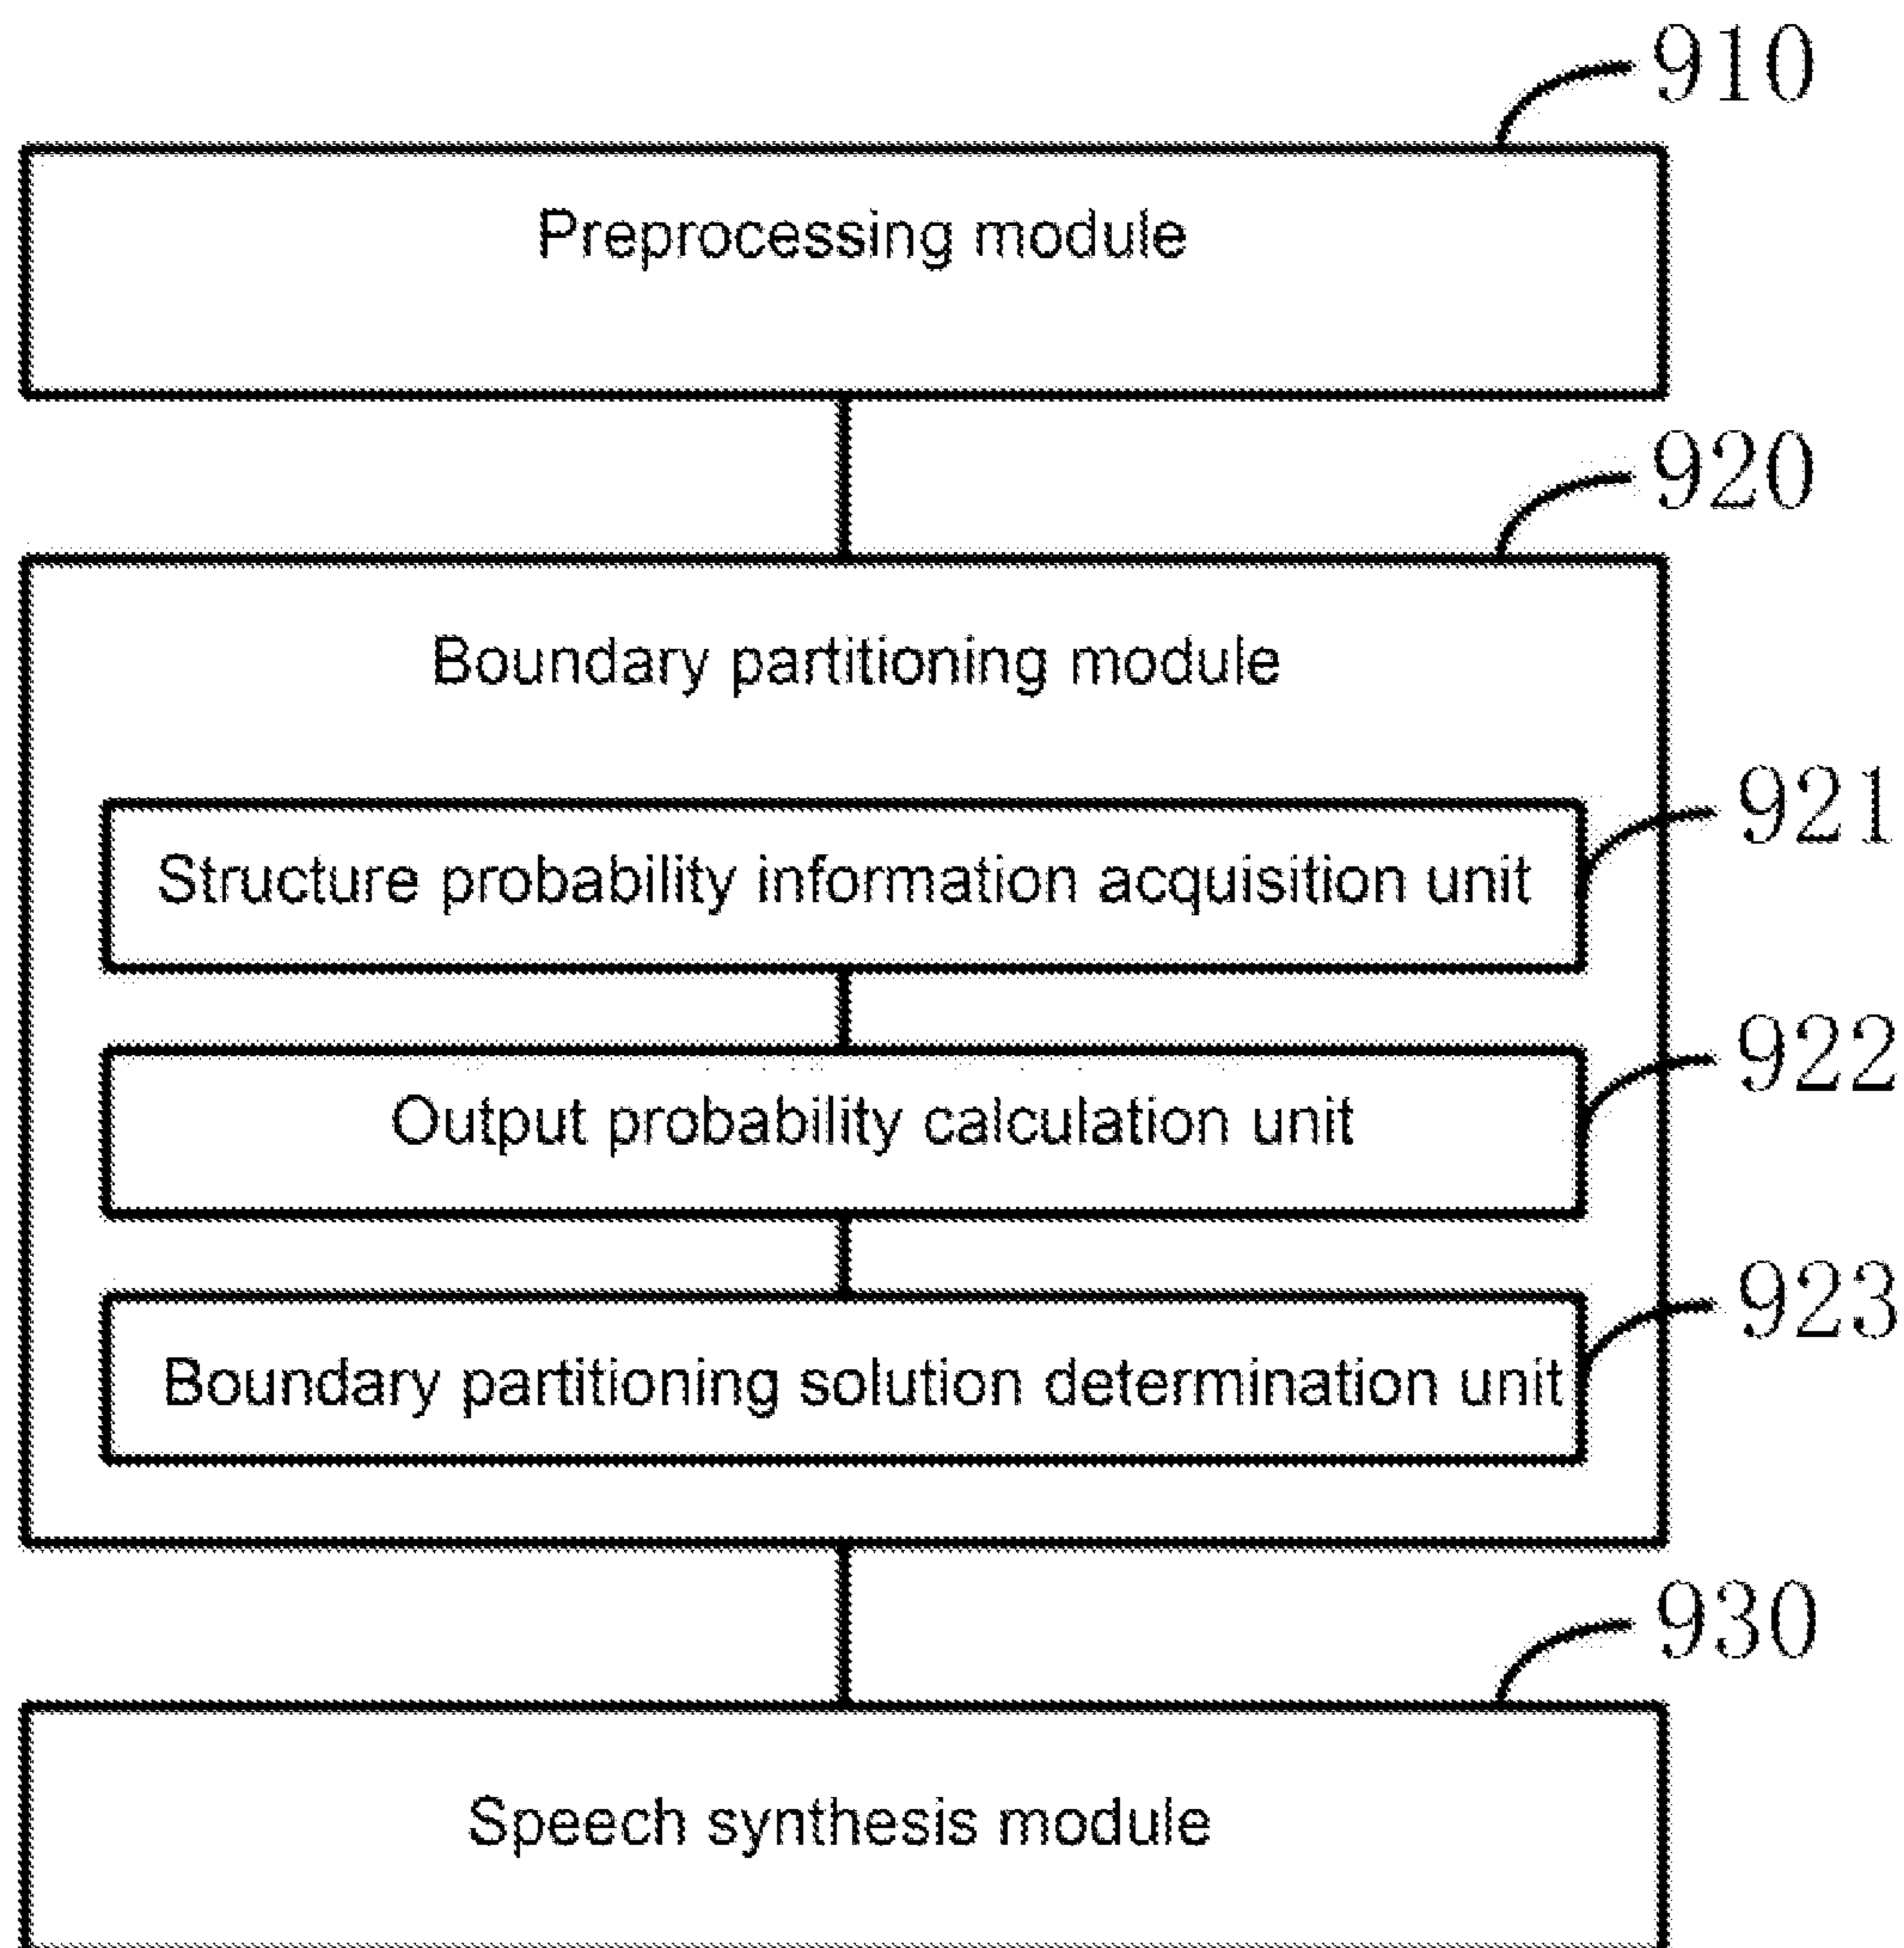 910
Preprocessing module
920
Boundary partitioning module
921
Structure probability information acquisition unit
922
Output probability calculation unit
923
Boundary partitioning solution determination unit
930
Speech synthesis module